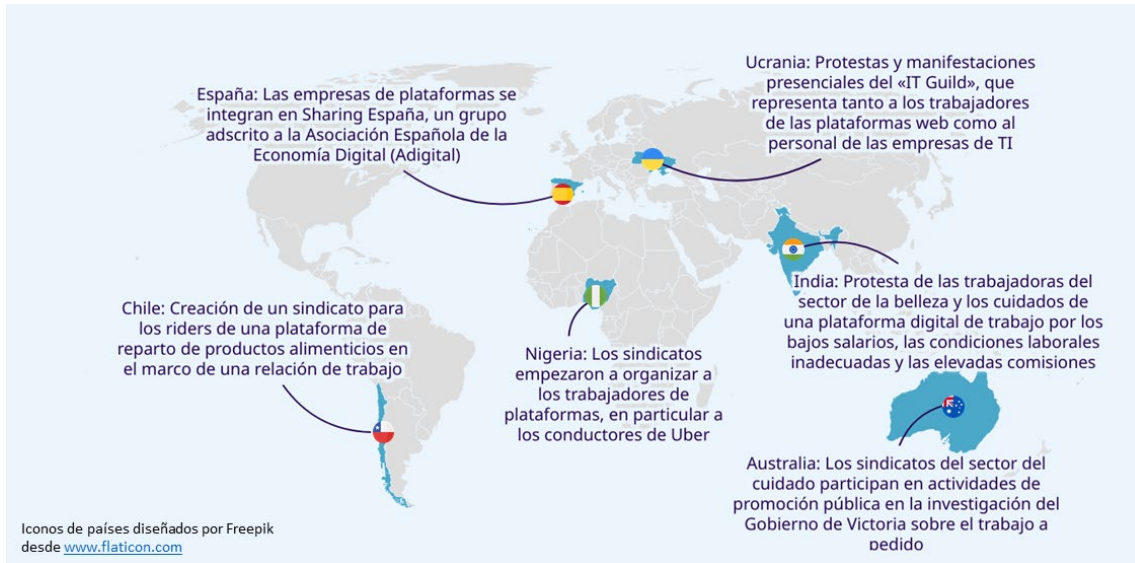 España: Las empresas de plataformas se
integran en Sharing España, un grupo
adscrito a la Asociación Española de la
Economía Digital (Adigital)
Ucrania: Protestas y manifestaciones
presenciales del «IT Guild», que
representa tanto a los trabajadores
de las plataformas web como al
personal de las empresas de TI
Chile: Creación de un sindicato para
los riders de una plataforma de
reparto de productos alimenticios en
el marco de una relación de trabajo
Nigeria: Los sindicatos
empezaron a organizar a
los trabajadores de
plataformas, en particular a
los conductores de Uber
India: Protesta de las trabajadoras del
sector de la belleza y los cuidados de
una plataforma digital de trabajo por los
bajos salarios, las condiciones laborales
inadecuadas y las elevadas comisiones
Australia: Los sindicatos del sector del
cuidado participan en actividades de
promoción pública en la investigación del
Gobierno de Victoria sobre el trabajo a
pedido
Iconos de países diseñados por Freepik
desde www.flaticon.com